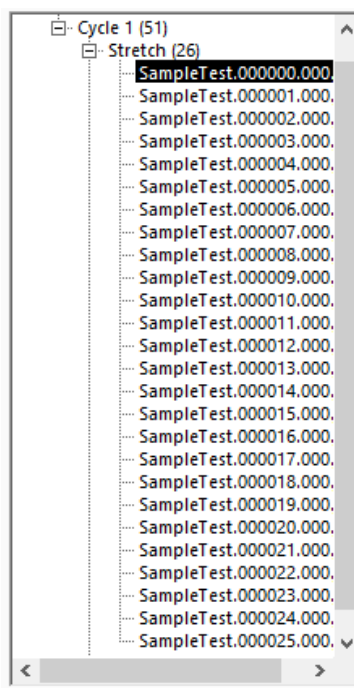 Cycle 1 (51)
Stretch (26)
SampleTest.000000.000.
SampleTest.000001.000.
SampleTest.000002.000.
SampleTest.000003.000.
SampleTest.000004.000.
SampleTest.000005.000.
SampleTest.000006.000.
SampleTest.000007.000.
SampleTest.000008.000.
SampleTest.000009.000.
SampleTest.000010.000.
SampleTest.000011.000.
SampleTest.000012.000.
SampleTest.000013.000.
SampleTest.000014.000.
SampleTest.000015.000.
SampleTest.000016.000.
SampleTest.000017.000.
SampleTest.000018.000.
SampleTest.000019.000.
SampleTest.000020.000.
SampleTest.000021.000.
SampleTest.000022.000.
SampleTest.000023.000.
SampleTest.000024.000.
SampleTest.000025.000.